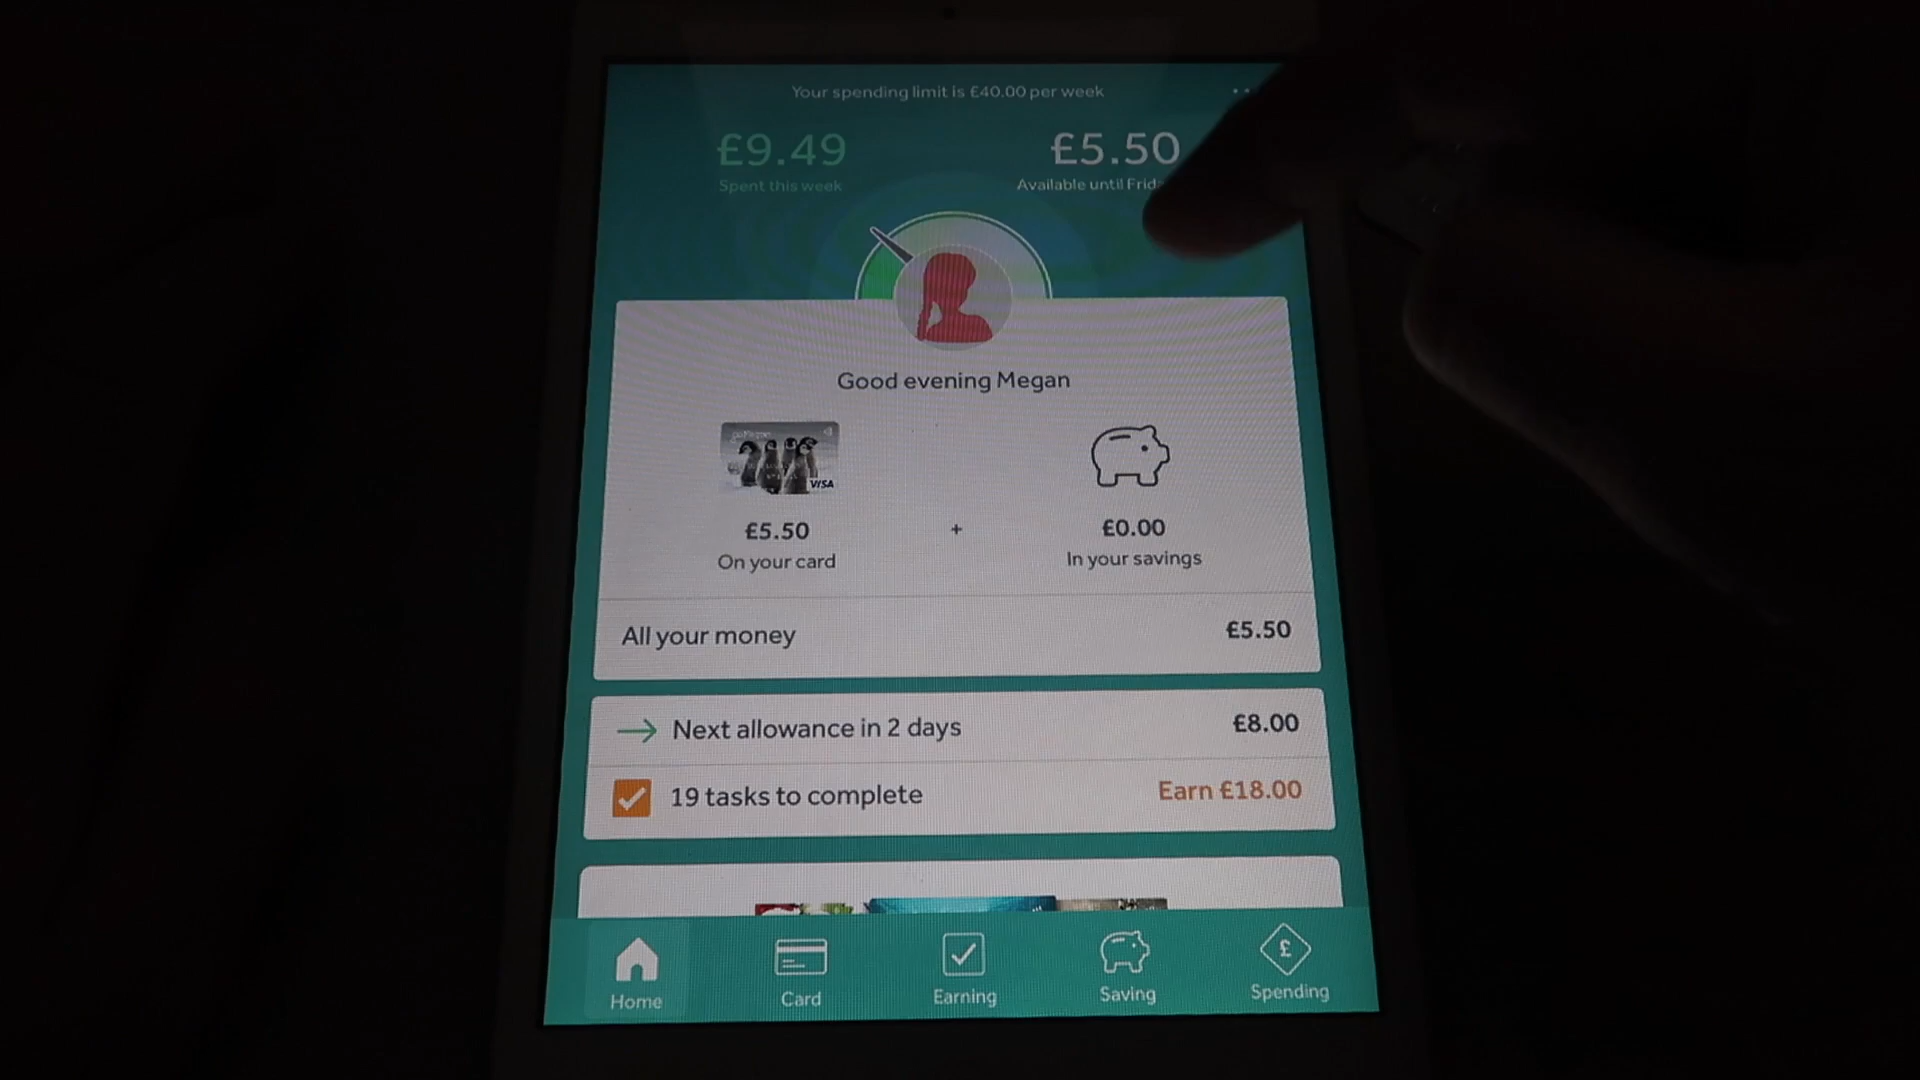 Your spending limit is £40.00 per week
£9.49
Spent this week
£5.50
Available until
Good evening Megan
VISA
£5.50
On your card
+
£0.00
In your savings
All your money
£5.50
Next allowance in 2 days
£8.00
19 tasks to complete
Earn £18.00
Home
Card
Earning
Saving
£
Spending